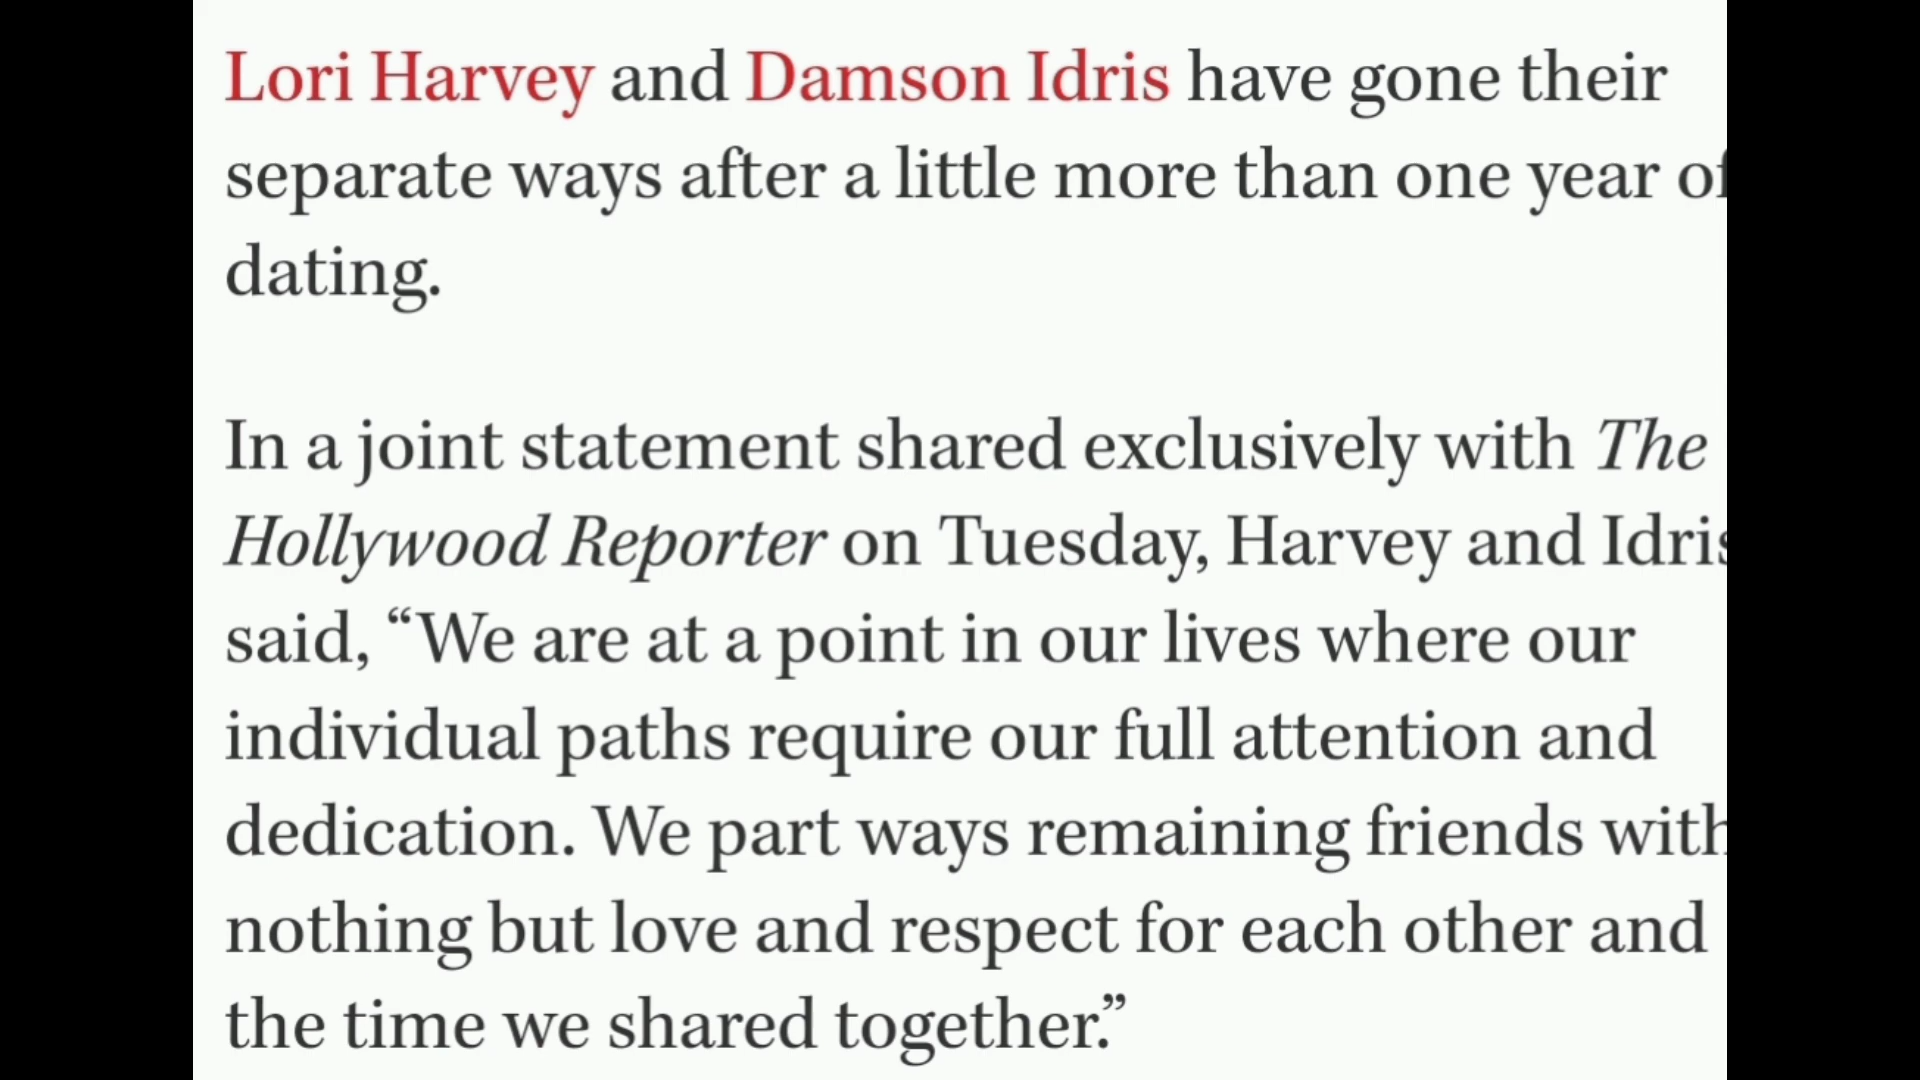 Lori Harvey and Damson Idris have gone their
separate ways after a little more than one year of
dating.
In a joint statement shared exclusively with The
Hollywood Reporter on Tuesday, Harvey and Idris
said, “We are at a point in our lives where our
individual paths require our full attention and
dedication. We part ways remaining friends with
nothing but love and respect for each other and
the time we shared together.”